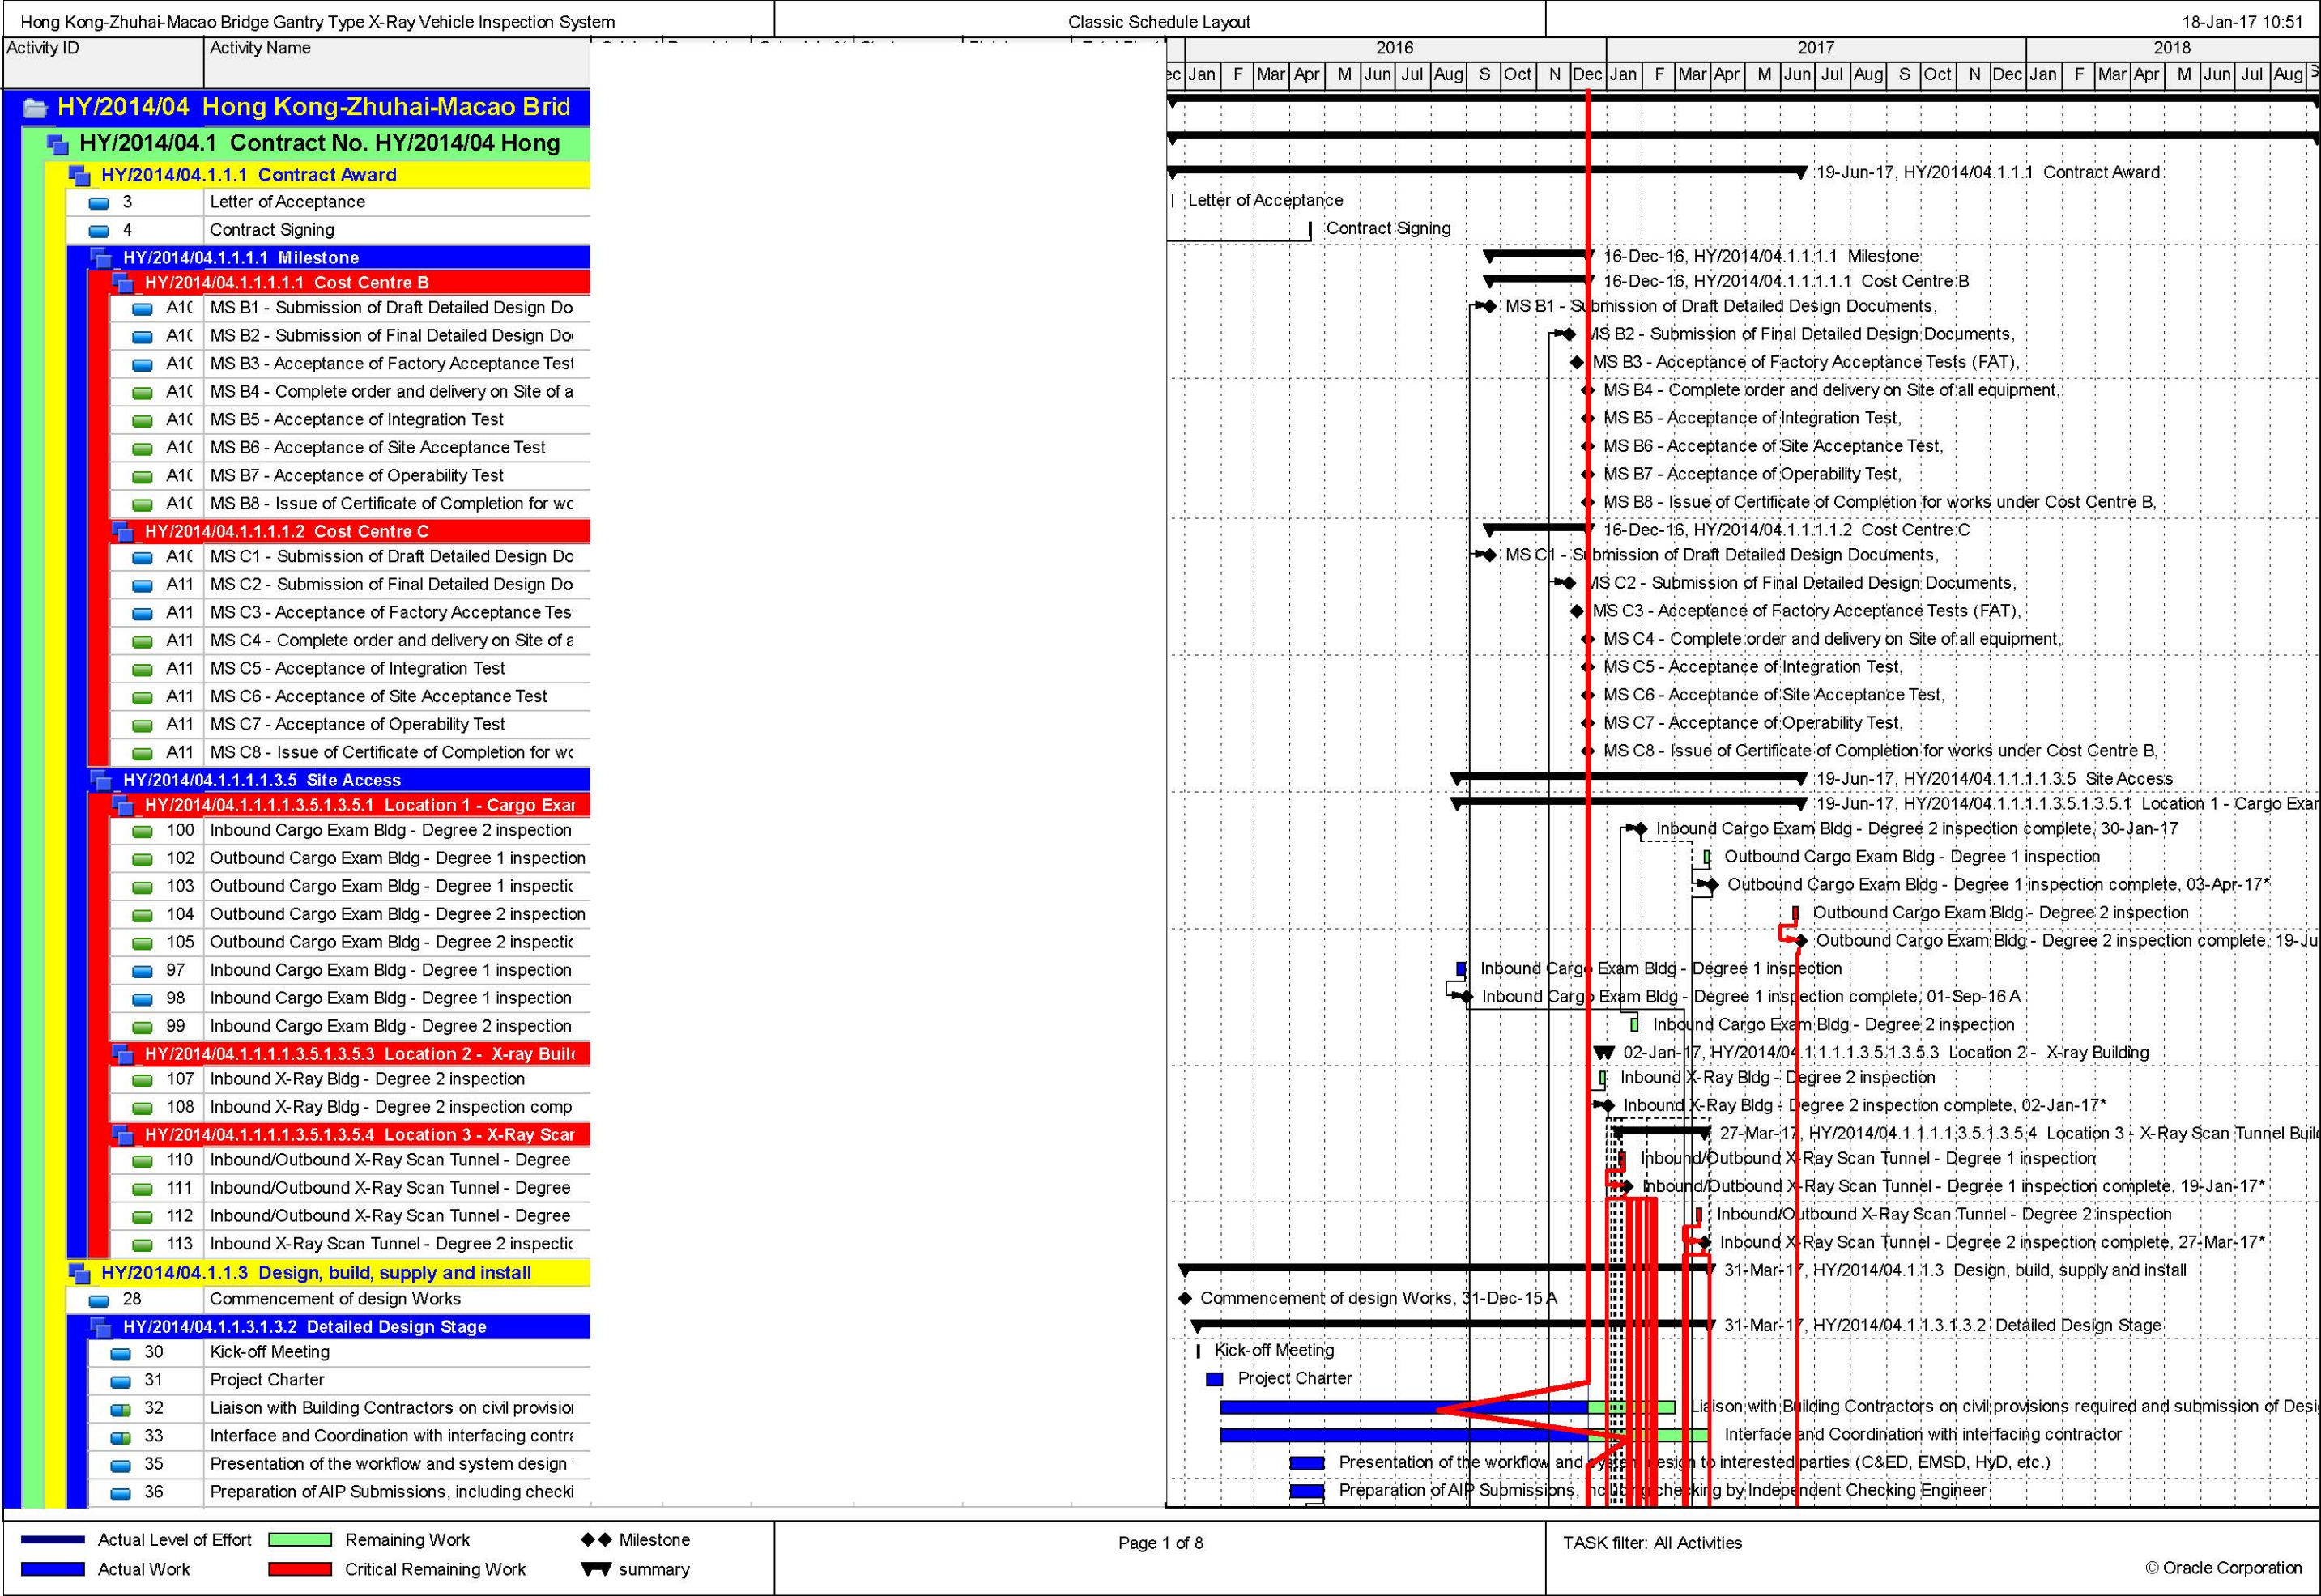 Hong Kong-Zhuhai-Macao Bridge Gantry Type X-Ray Vehicle Inspection System Classic Schedule Layout 18-Jan-17 10:51
Activity ID Activity Name 2016 2017 2018
ec Jan F Mar Apr M Jun Jul Aug S Oct N Dec Jan F Mar Apr M Jun Jul Aug S Oct N Dec Jan F Mar Apr M Jun Jul Aug S
HY/2014/04 Hong Kong-Zhuhai-Macao Brid
HY/2014/04.1 Contract No. HY/2014/04 Hong
HY/2014/04.1.1.1 Contract Award 19-Jun-17, HY/2014/04.1.1.1 Contract Award
3 Letter of Acceptance Letter of Acceptance
4 Contract Signing Contract Signing
HY/2014/04.1.1.1.1 Milestone 16-Dec-16, HY/2014/04.1.1.1.1 Milestone
HY/2014/04.1.1.1.1.1 Cost Centre B 16-Dec-16, HY/2014/04.1.1.1.1.1 Cost Centre B
A10 MS B1 - Submission of Draft Detailed Design Do MS B1 - Submission of Draft Detailed Design Documents,
A10 MS B2 - Submission of Final Detailed Design Do MS B2 - Submission of Final Detailed Design Documents,
A10 MS B3 - Acceptance of Factory Acceptance Test MS B3 - Acceptance of Factory Acceptance Tests (FAT),
A10 MS B4 - Complete order and delivery on Site of a MS B4 - Complete order and delivery on Site of all equipment,
A10 MS B5 - Acceptance of Integration Test MS B5 - Acceptance of Integration Test,
A10 MS B6 - Acceptance of Site Acceptance Test MS B6 - Acceptance of Site Acceptance Test,
A10 MS B7 - Acceptance of Operability Test MS B7 - Acceptance of Operability Test,
A10 MS B8 - Issue of Certificate of Completion for wo MS B8 - Issue of Certificate of Completion for works under Cost Centre B,
HY/2014/04.1.1.1.1.2 Cost Centre C 16-Dec-16, HY/2014/04.1.1.1.1.2 Cost Centre C
A10 MS C1 - Submission of Draft Detailed Design Do MS C1 - Submission of Draft Detailed Design Documents,
A11 MS C2 - Submission of Final Detailed Design Do MS C2 - Submission of Final Detailed Design Documents,
A11 MS C3 - Acceptance of Factory Acceptance Tes MS C3 - Acceptance of Factory Acceptance Tests (FAT),
A11 MS C4 - Complete order and delivery on Site of a MS C4 - Complete order and delivery on Site of all equipment,
A11 MS C5 - Acceptance of Integration Test MS C5 - Acceptance of Integration Test,
A11 MS C6 - Acceptance of Site Acceptance Test MS C6 - Acceptance of Site Acceptance Test,
A11 MS C7 - Acceptance of Operability Test MS C7 - Acceptance of Operability Test,
A11 MS C8 - Issue of Certificate of Completion for wo MS C8 - Issue of Certificate of Completion for works under Cost Centre B,
HY/2014/04.1.1.1.1.3.5 Site Access 19-Jun-17, HY/2014/04.1.1.1.1.3.5 Site Access
HY/2014/04.1.1.1.1.3.5.1.3.5.1 Location 1 - Cargo Exar 19-Jun-17, HY/2014/04.1.1.1.1.3.5.1.3.5.1 Location 1 - Cargo Exar
100 Inbound Cargo Exam Bldg - Degree 2 inspection Inbound Cargo Exam Bldg - Degree 2 inspection complete, 30-Jan-17
102 Outbound Cargo Exam Bldg - Degree 1 inspection Outbound Cargo Exam Bldg - Degree 1 inspection
103 Outbound Cargo Exam Bldg - Degree 1 inspectic Outbound Cargo Exam Bldg - Degree 1 inspection complete, 03-Apr-17*
104 Outbound Cargo Exam Bldg - Degree 2 inspection Outbound Cargo Exam Bldg - Degree 2 inspection
105 Outbound Cargo Exam Bldg - Degree 2 inspectic Outbound Cargo Exam Bldg - Degree 2 inspection complete, 19-Ju
97 Inbound Cargo Exam Bldg - Degree 1 inspection Inbound Cargo Exam Bldg - Degree 1 inspection
98 Inbound Cargo Exam Bldg - Degree 1 inspection Inbound Cargo Exam Bldg - Degree 1 inspection complete, 01-Sep-16 A
99 Inbound Cargo Exam Bldg - Degree 2 inspection Inbound Cargo Exam Bldg - Degree 2 inspection
HY/2014/04.1.1.1.1.3.5.1.3.5.3 Location 2 - X-ray Build 02-Jan-17, HY/2014/04.1.1.1.1.3.5.1.3.5.3 Location 2 - X-ray Building
107 Inbound X-Ray Bldg - Degree 2 inspection Inbound X-Ray Bldg - Degree 2 inspection
108 Inbound X-Ray Bldg - Degree 2 inspection comp Inbound X-Ray Bldg - Degree 2 inspection complete, 02-Jan-17*
HY/2014/04.1.1.1.1.3.5.1.3.5.4 Location 3 - X-Ray Scar 27-Mar-17, HY/2014/04.1.1.1.1.3.5.1.3.5.4 Location 3 - X-Ray Scan Tunnel Buil
110 Inbound/Outbound X-Ray Scan Tunnel - Degree Inbound/Outbound X-Ray Scan Tunnel - Degree 1 inspection
111 Inbound/Outbound X-Ray Scan Tunnel - Degree Inbound/Outbound X-Ray Scan Tunnel - Degree 1 inspection complete, 19-Jan-17*
112 Inbound/Outbound X-Ray Scan Tunnel - Degree Inbound/Outbound X-Ray Scan Tunnel - Degree 2 inspection
113 Inbound X-Ray Scan Tunnel - Degree 2 inspectic Inbound X-Ray Scan Tunnel - Degree 2 inspection complete, 27-Mar-17*
HY/2014/04.1.1.3 Design, build, supply and install 31-Mar-17, HY/2014/04.1.1.3 Design, build, supply and install
28 Commencement of design Works Commencement of design Works, 31-Dec-15 A
HY/2014/04.1.1.3.1.3.2 Detailed Design Stage 31-Mar-17, HY/2014/04.1.1.3.1.3.2 Detailed Design Stage
30 Kick-off Meeting Kick-off Meeting
31 Project Charter Project Charter
32 Liaison with Building Contractors on civil provisior Liaison with Building Contractors on civil provisions required and submission of Desi
33 Interface and Coordination with interfacing contra Interface and Coordination with interfacing contractor
35 Presentation of the workflow and system design Presentation of the workflow and system design to interested parties (C&ED, EMSD, HyD, etc.)
36 Preparation of AIP Submissions, including checki Preparation of AIP Submissions, including checking by Independent Checking Engineer
Actual Level of Effort Remaining Work Milestone Page 1 of 8 TASK filter: All Activities
Actual Work Critical Remaining Work summary © Oracle Corporation